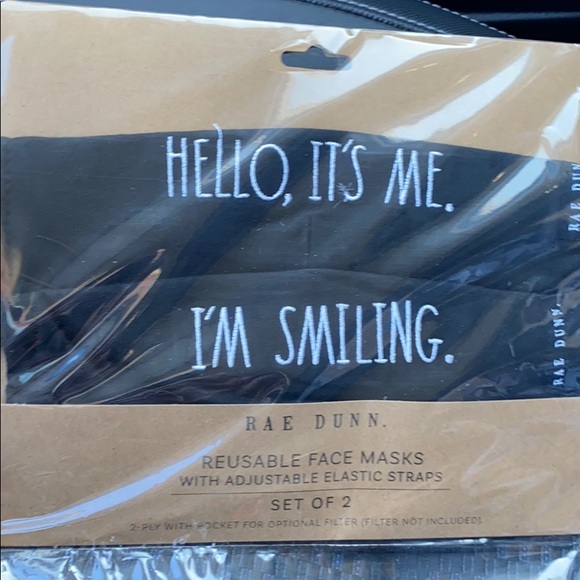 HELLO, IT'S ME.
RAE DUNN
I'M SMILING.
RAE DUNN.
RAE DUNN.
REUSABLE FACE MASKS
WITH ADJUSTABLE ELASTIC STRAPS
SET OF 2
2-PLY WITH POCKET FOR OPTIONAL FILTER (FILTER NOT INCLUDED).